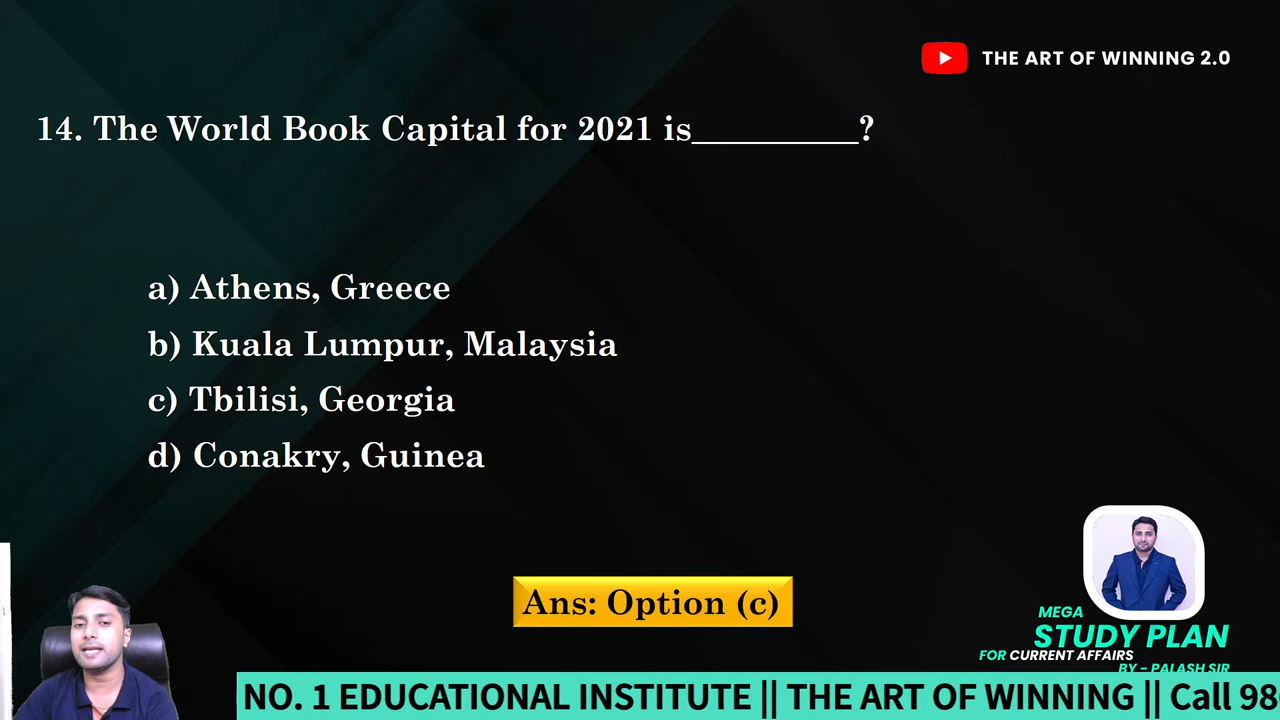 THE ART OF WINNING 2.0
14. The World Book Capital for 2021 is__________?
a) Athens, Greece
b) Kuala Lumpur, Malaysia
c) Tbilisi, Georgia
d) Conakry, Guinea
Ans: Option (c)
MEGA
STUDY PLAN
FOR CURRENT AFFAIRS
BY - PALASH SIR
NO. 1 EDUCATIONAL INSTITUTE || THE ART OF WINNING || Call 98